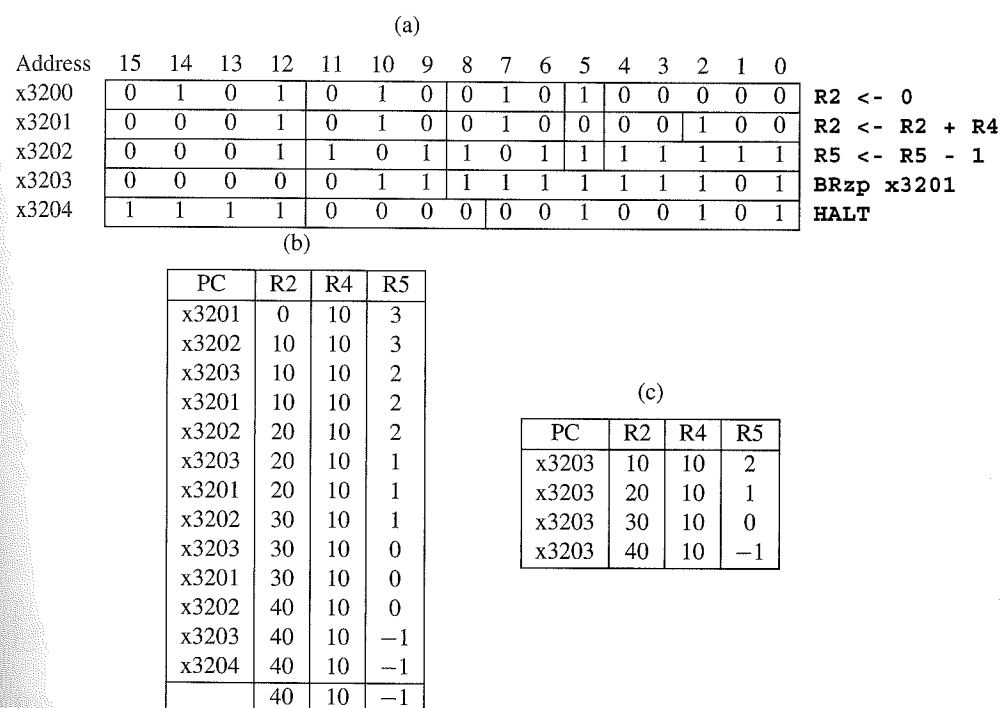 (a)
Address 15 14 13 12 11 10 9 8 7 6 5 4 3 2 1 0
x3200 0 1 0 1 0 1 0 0 1 0 1 0 0 0 0 0 R2 <- 0
x3201 0 0 0 1 0 1 0 0 1 0 0 0 0 1 0 0 R2 <- R2 + R4
x3202 0 0 0 1 1 0 1 1 0 1 1 1 1 1 1 1 R5 <- R5 - 1
x3203 0 0 0 0 0 1 1 1 1 1 1 1 1 1 0 1 BRzp x3201
x3204 1 1 1 1 0 0 0 0 0 0 1 0 0 1 0 1 HALT
(b)
PC R2 R4 R5
x3201 0 10 3
x3202 10 10 3
x3203 10 10 2
x3201 10 10 2
x3202 20 10 2
x3203 20 10 1
x3201 20 10 1
x3202 30 10 1
x3203 30 10 0
x3201 30 10 0
x3202 40 10 0
x3203 40 10 −1
x3204 40 10 −1
40 10 −1
(c)
PC R2 R4 R5
x3203 10 10 2
x3203 20 10 1
x3203 30 10 0
x3203 40 10 −1